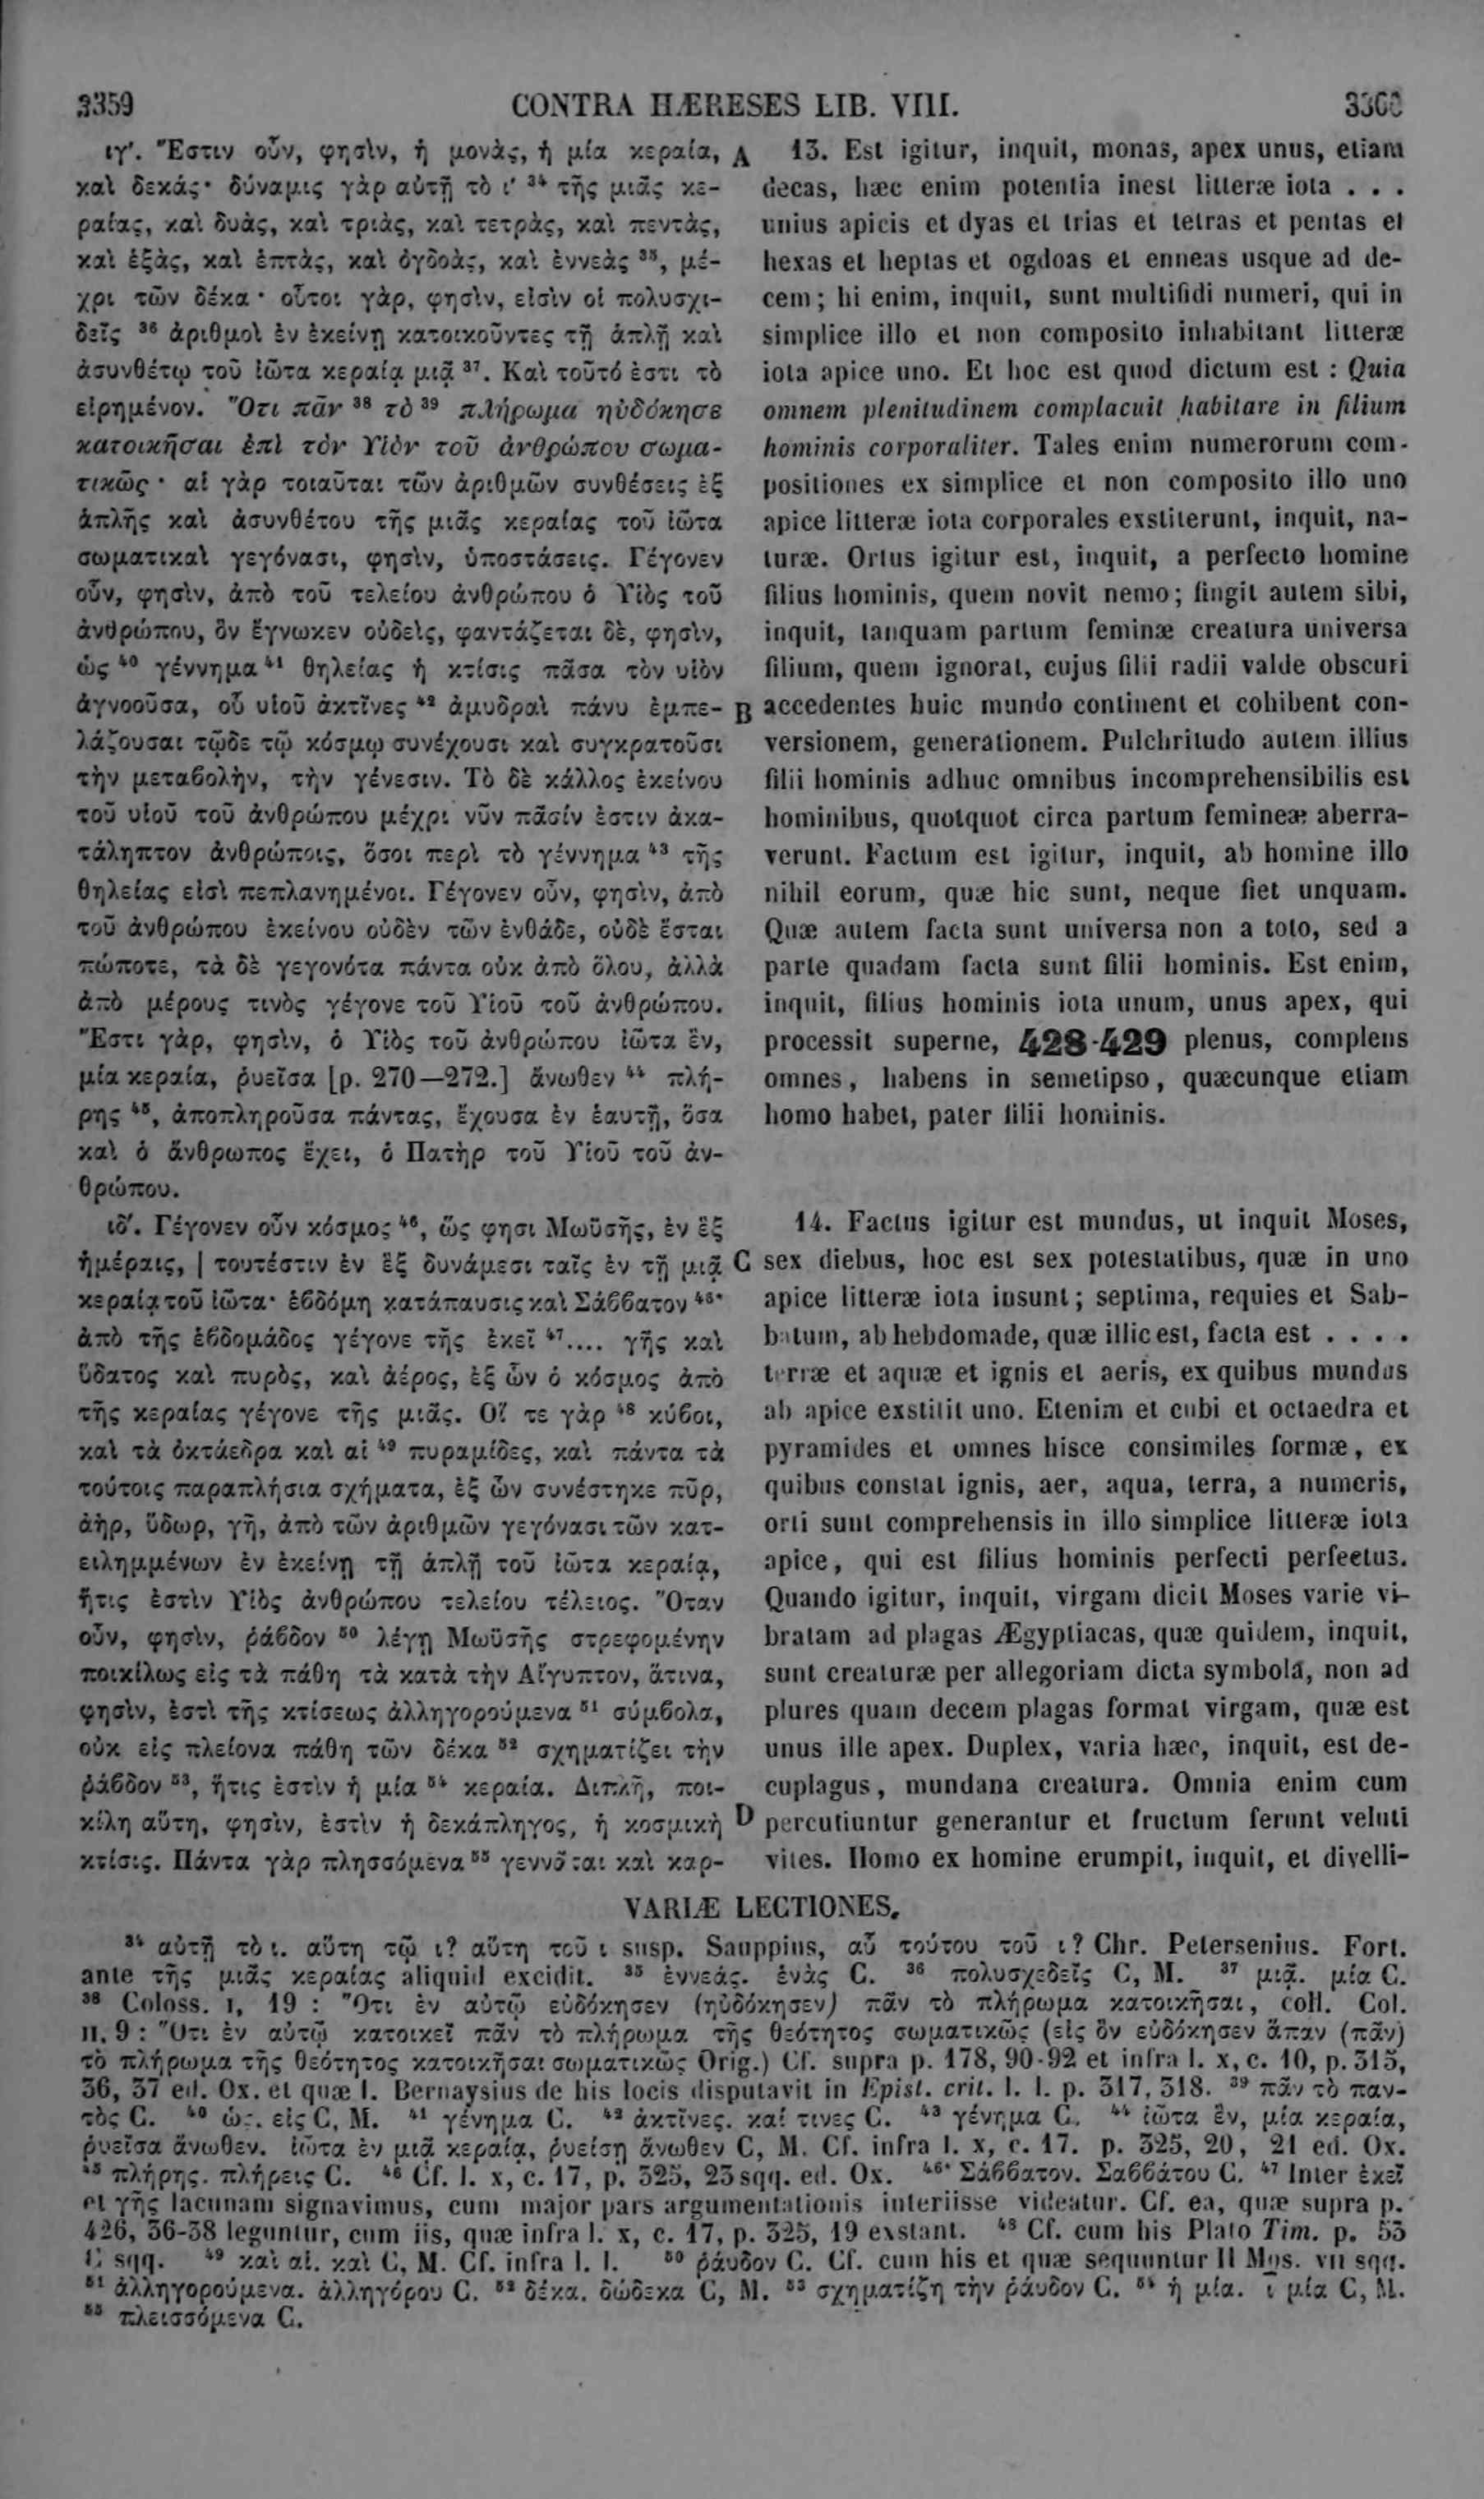 3359
CONTRA HÆRESES LIB. VIII.
ιγʹ. Ἔστιν οὖν, φησὶν, ἡ μονὰς, ἡ μία κεραία,
καὶ δεκάς· δύναμις γὰρ αὐτῇ τὸ ι' ³⁴ τῆς μιᾶς κε-
ραίας, καὶ δυὰς, καὶ τριὰς, καὶ τετρὰς, καὶ πεντὰς,
καὶ ἑξὰς, καὶ ἑπτὰς, καὶ ὀγδοὰς, καὶ ἐννεὰς ³⁵, μέ-
χρι τῶν δέκα· οὗτοι γὰρ, φησὶν, εἰσὶν οἱ πολυσχι-
δεῖς ³⁶ ἀριθμοὶ ἐν ἐκείνῃ κατοικοῦντες τῇ ἁπλῇ καὶ
ἀσυνθέτῳ τοῦ ἰῶτα κεραίᾳ μιᾷ ³⁷. Καὶ τοῦτό ἐστι τὸ
εἰρημένον. Ὅτι πᾶν ³⁸ τὸ ³⁹ πλήρωμα ηὐδόκησε
κατοικῆσαι ἐπὶ τὸν Υἱὸν τοῦ ἀνθρώπου σωμα-
τικῶς· αἱ γὰρ τοιαῦται τῶν ἀριθμῶν συνθέσεις ἐξ
ἁπλῆς καὶ ἀσυνθέτου τῆς μιᾶς κεραίας τοῦ ἰῶτα
σωματικαὶ γεγόνασι, φησὶν, ὑποστάσεις. Γέγονεν
οὖν, φησὶν, ἀπὸ τοῦ τελείου ἀνθρώπου ὁ Υἱὸς τοῦ
ἀνθρώπου, ὃν ἔγνωκεν οὐδεὶς, φαντάζεται δὲ, φησὶν,
ὡς ⁴⁰ γέννημα ⁴¹ θηλείας ἡ κτίσις πᾶσα τὸν υἱὸν
ἀγνοοῦσα, οὗ υἱοῦ ἀκτῖνες ⁴² ἀμυδραὶ πάνυ ἐμπε-
λάζουσαι τῷδε τῷ κόσμῳ συνέχουσι καὶ συγκρατοῦσι
τὴν μεταβολὴν, τὴν γένεσιν. Τὸ δὲ κάλλος ἐκείνου
τοῦ υἱοῦ τοῦ ἀνθρώπου μέχρι νῦν πᾶσίν ἐστιν ἀκα-
τάληπτον ἀνθρώποις, ὅσοι περὶ τὸ γέννημα ⁴³ τῆς
θηλείας εἰσὶ πεπλανημένοι. Γέγονεν οὖν, φησὶν, ἀπὸ
τοῦ ἀνθρώπου ἐκείνου οὐδὲν τῶν ἐνθάδε, οὐδὲ ἔσται
πώποτε, τὰ δὲ γεγονότα πάντα οὐκ ἀπὸ ὅλου, ἀλλὰ
ἀπὸ μέρους τινὸς γέγονε τοῦ Υἱοῦ τοῦ ἀνθρώπου.
Ἔστι γὰρ, φησὶν, ὁ Υἱὸς τοῦ ἀνθρώπου ἰῶτα ἓν,
μία κεραία, ῥυεῖσα [p. 270—272.] ἄνωθεν ⁴⁴ πλή-
ρης ⁴⁵, ἀποπληροῦσα πάντας, ἔχουσα ἐν ἑαυτῇ, ὅσα
καὶ ὁ ἄνθρωπος ἔχει, ὁ Πατὴρ τοῦ Υἱοῦ τοῦ ἀν-
θρώπου.
ιδʹ. Γέγονεν οὖν κόσμος ⁴⁶, ὥς φησι Μωϋσῆς, ἐν ἓξ
ἡμέραις, | τουτέστιν ἐν ἓξ δυνάμεσι ταῖς ἐν τῇ μιᾷ
κεραίᾳ τοῦ ἰῶτα· ἑβδόμη κατάπαυσις καὶ Σάββατον ⁴⁶*
ἀπὸ τῆς ἑβδομάδος γέγονε τῆς ἐκεῖ ⁴⁷.... γῆς καὶ
ὕδατος καὶ πυρὸς, καὶ ἀέρος, ἐξ ὧν ὁ κόσμος ἀπὸ
τῆς κεραίας γέγονε τῆς μιᾶς. Οἵ τε γὰρ ⁴⁸ κύβοι,
καὶ τὰ ὀκτάεδρα καὶ αἱ ⁴⁹ πυραμίδες, καὶ πάντα τὰ
τούτοις παραπλήσια σχήματα, ἐξ ὧν συνέστηκε πῦρ,
ἀὴρ, ὕδωρ, γῆ, ἀπὸ τῶν ἀριθμῶν γεγόνασι τῶν κατ-
ειλημμένων ἐν ἐκείνῃ τῇ ἁπλῇ τοῦ ἰῶτα κεραίᾳ,
ἥτις ἐστὶν Υἱὸς ἀνθρώπου τελείου τέλειος. Ὅταν
οὖν, φησὶν, ῥάβδον ⁵⁰ λέγῃ Μωϋσῆς στρεφομένην
ποικίλως εἰς τὰ πάθη τὰ κατὰ τὴν Αἴγυπτον, ἅτινα,
φησὶν, ἐστὶ τῆς κτίσεως ἀλληγορούμενα ⁵¹ σύμβολα,
οὐκ εἰς πλείονα πάθη τῶν δέκα ⁵² σχηματίζει τὴν
ῥάβδον ⁵³, ἥτις ἐστὶν ἡ μία ⁵⁴ κεραία. Διπλῆ, ποι-
κίλη αὕτη, φησὶν, ἐστὶν ἡ δεκάπληγος, ἡ κοσμικὴ
κτίσις. Πάντα γὰρ πλησσόμενα ⁵⁵ γεννᾶται καὶ καρ-
A
B
C
D
13. Est igitur, inquit, monas, apex unus, etiam
decas, hæc enim potentia inest litteræ iota . . .
unius apicis et dyas et trias et tetras et pentas et
hexas et heptas et ogdoas et enneas usque ad de-
cem; hi enim, inquit, sunt multifidi numeri, qui in
simplice illo et non composito inhabitant litteræ
iota apice uno. Et hoc est quod dictum est : Quia
omnem plenitudinem complacuit habitare in filium
hominis corporaliter. Tales enim numerorum com-
positiones ex simplice et non composito illo uno
apice litteræ iota corporales exstiterunt, inquit, na-
turæ. Ortus igitur est, inquit, a perfecto homine
filius hominis, quem novit nemo; fingit autem sibi,
inquit, tanquam partum feminæ creatura universa
filium, quem ignorat, cujus filii radii valde obscuri
accedentes huic mundo continent et cohibent con-
versionem, generationem. Pulchritudo autem illius
filii hominis adhuc omnibus incomprehensibilis est
hominibus, quotquot circa partum femineæ aberra-
verunt. Factum est igitur, inquit, ab homine illo
nihil eorum, quæ hic sunt, neque fiet unquam.
Quæ autem facta sunt universa non a toto, sed a
parte quadam facta sunt filii hominis. Est enim,
inquit, filius hominis iota unum, unus apex, qui
processit superne, 428-429 plenus, complens
omnes, habens in semetipso, quæcunque etiam
homo habet, pater filii hominis.
14. Factus igitur est mundus, ut inquit Moses,
sex diebus, hoc est sex potestatibus, quæ in uno
apice litteræ iota insunt; septima, requies et Sab-
batum, ab hebdomade, quæ illic est, facta est . . . .
terræ et aquæ et ignis et aeris, ex quibus mundus
ab apice exstitit uno. Etenim et cubi et octaedra et
pyramides et omnes hisce consimiles formæ, ex
quibus constat ignis, aer, aqua, terra, a numeris,
orti sunt comprehensis in illo simplice litteræ iota
apice, qui est filius hominis perfecti perfectus.
Quando igitur, inquit, virgam dicit Moses varie vi-
bratam ad plagas Ægyptiacas, quæ quidem, inquit,
sunt creaturæ per allegoriam dicta symbola, non ad
plures quam decem plagas format virgam, quæ est
unus ille apex. Duplex, varia hæc, inquit, est de-
cuplagus, mundana creatura. Omnia enim cum
percutiuntur generantur et fructum ferunt veluti
vites. Homo ex homine erumpit, inquit, et divelli-
VARIÆ LECTIONES.
³⁴ αὐτῇ τὸ ι. αὕτη τῷ ι? αὕτη τοῦ ι susp. Sauppius, αὖ τούτου τοῦ ι? Chr. Petersenius. Fort.
ante τῆς μιᾶς κεραίας aliquid excidit. ³⁵ ἐννεάς. ἑνὰς C. ³⁶ πολυσχεδεῖς C, M. ³⁷ μιᾷ. μία C.
³⁸ Coloss. I, 19 : Ὅτι ἐν αὐτῷ εὐδόκησεν (ηὐδόκησεν) πᾶν τὸ πλήρωμα κατοικῆσαι, coll. Col.
II, 9 : Ὅτι ἐν αὐτῷ κατοικεῖ πᾶν τὸ πλήρωμα τῆς θεότητος σωματικῶς (εἰς ὃν εὐδόκησεν ἅπαν (πᾶν)
τὸ πλήρωμα τῆς θεότητος κατοικῆσαι σωματικῶς Orig.) Cf. supra p. 178, 90-92 et infra l. x, c. 10, p. 315,
36, 37 ed. Ox. et quæ J. Bernaysius de his locis disputavit in Epist. crit. l. l. p. 317, 318. ³⁹ πᾶν τὸ παν-
τὸς C. ⁴⁰ ὡς. εἰς C, M. ⁴¹ γένημα C. ⁴² ἀκτῖνες. καί τινες C. ⁴³ γένημα C. ⁴⁴ ἰῶτα ἓν, μία κεραία,
ῥυεῖσα ἄνωθεν. ἰῶτα ἐν μιᾷ κεραίᾳ, ῥυείσῃ ἄνωθεν C, M. Cf. infra l. x, c. 17. p. 325, 20, 21 ed. Ox.
⁴⁵ πλήρης. πλήρεις C. ⁴⁶ Cf. l. x, c. 17, p. 325, 23 sqq. ed. Ox. ⁴⁶* Σάββατον. Σαββάτου C. ⁴⁷ Inter ἐκεῖ
et γῆς lacunam signavimus, cum major pars argumentationis interiisse videatur. Cf. ea, quæ supra p.
426, 36-38 leguntur, cum iis, quæ infra l. x, c. 17, p. 325, 19 exstant. ⁴⁸ Cf. cum his Plato Tim. p. 53
C sqq. ⁴⁹ καὶ αἱ. καὶ C, M. Cf. infra l. l. ⁵⁰ ῥάυδον C. Cf. cum his et quæ sequuntur II Mos. VII sqq.
⁵¹ ἀλληγορούμενα. ἀλληγόρου C. ⁵² δέκα. δώδεκα C, M. ⁵³ σχηματίζη τὴν ῥάυδον C. ⁵⁴ ἡ μία. ῑ μία C, M.
⁵⁵ πλεισσόμενα C.